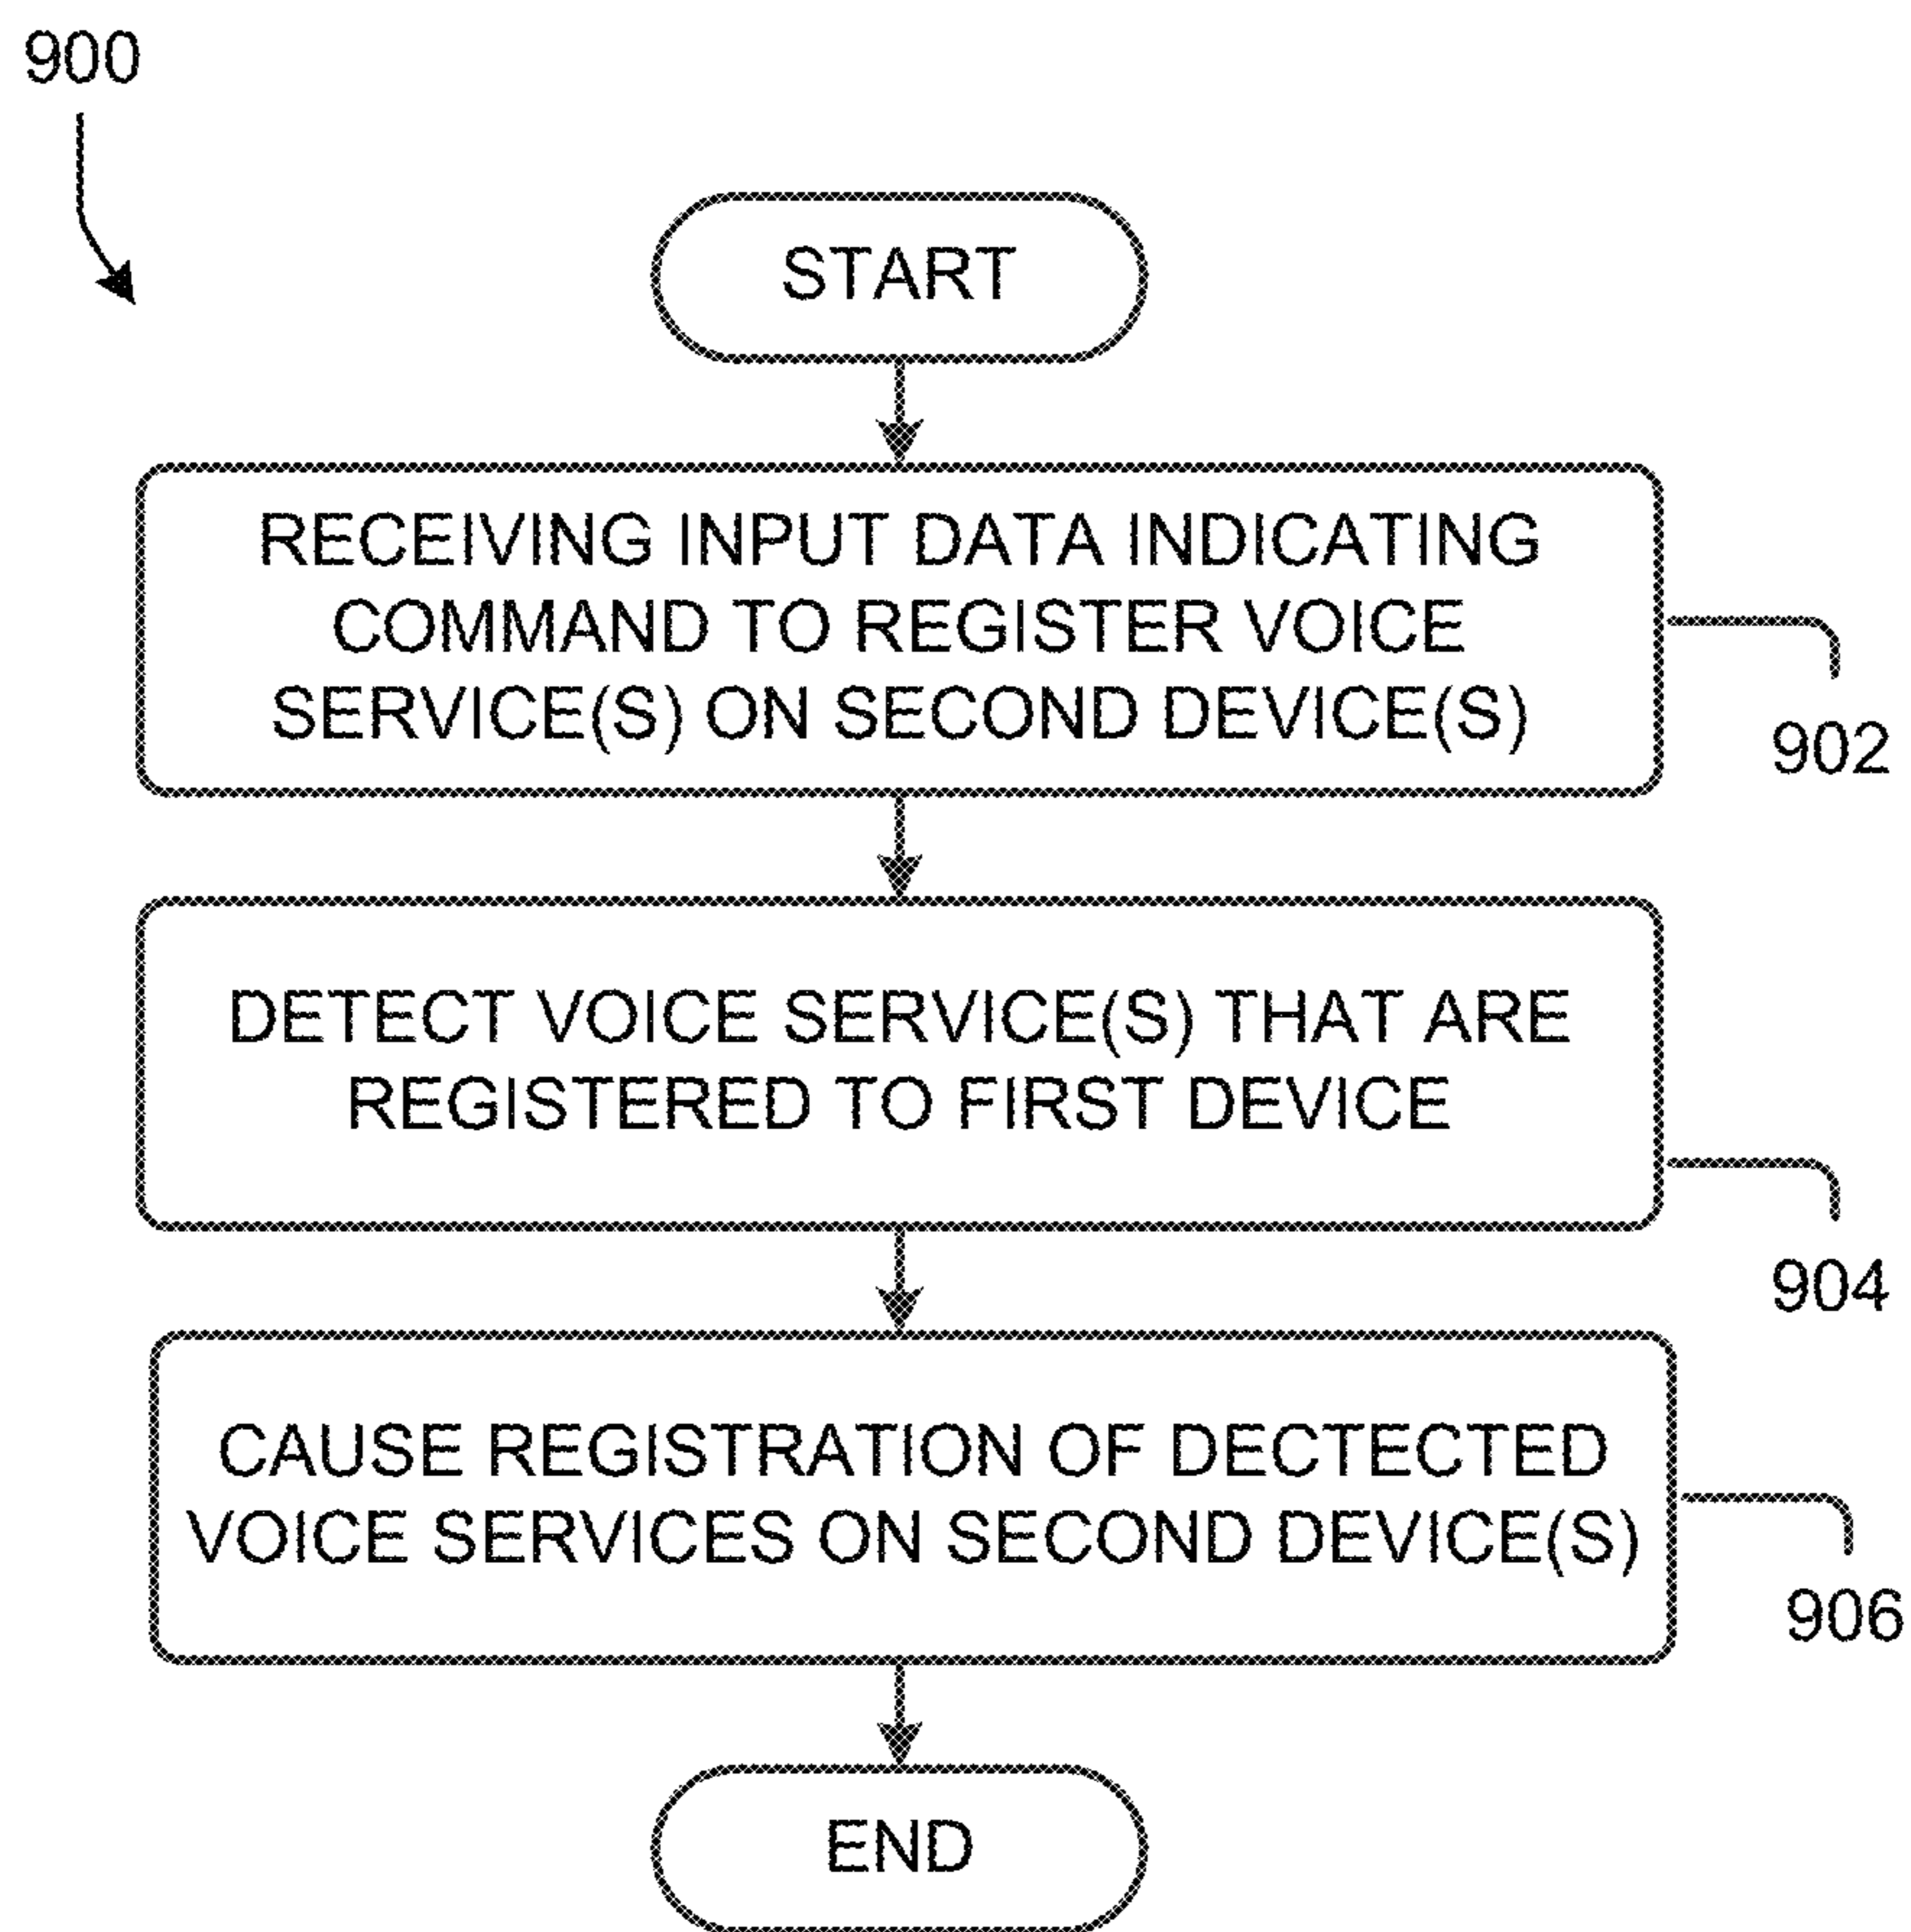 900
START
RECEIVING INPUT DATA INDICATING
COMMAND TO REGISTER VOICE
SERVICE(S) ON SECOND DEVICE(S)
902
DETECT VOICE SERVICE(S) THAT ARE
REGISTERED TO FIRST DEVICE
904
CAUSE REGISTRATION OF DECTECTED
VOICE SERVICES ON SECOND DEVICE(S)
906
END